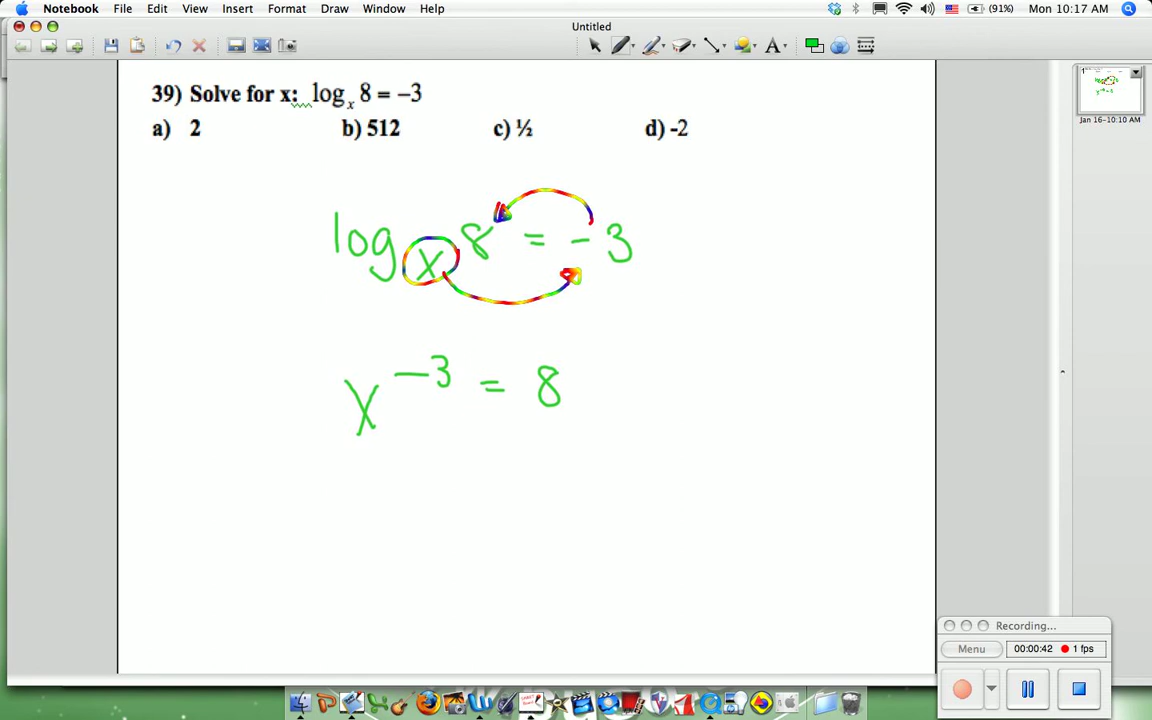 Notebook File Edit View Insert Format Draw Window Help (91%) Mon 10:17 AM
Untitled
39) Solve for x: logₓ 8 = –3
a) 2 b) 512 c) ½ d) -2
logₓ 8 = - 3
x⁻³ = 8
Jan 16–10:10 AM
Recording...
Menu 00:00:42 1 fps